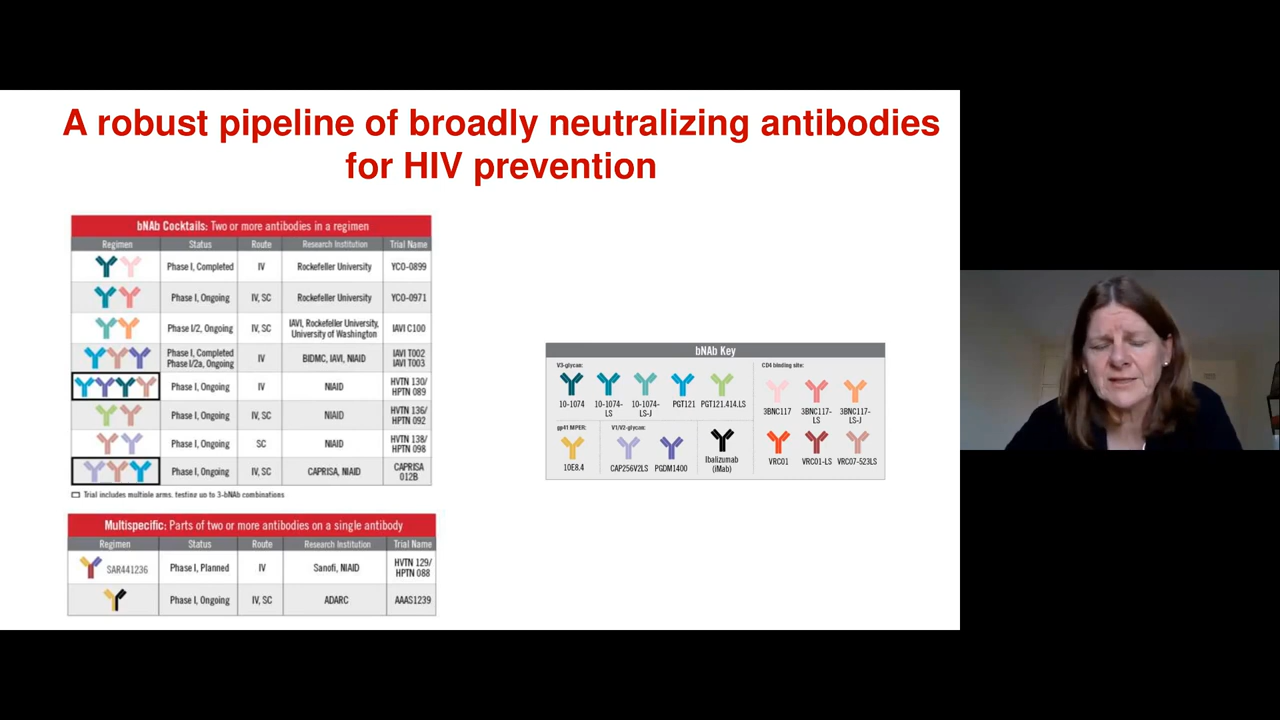 A robust pipeline of broadly neutralizing antibodies
for HIV prevention
bNAb Cocktails: Two or more antibodies in a regimen
Regimen Status Route Research Institution Trial Name
Phase I, Completed IV Rockefeller University YCO-0899
Phase I, Ongoing IV, SC Rockefeller University YCO-0971
Phase I/2, Ongoing IV, SC IAVI, Rockefeller University, University of Washington IAVI C100
Phase I, Completed Phase I/2a, Ongoing IV BIDMC, IAVI, NIAID IAVI T002 IAVI T003
Phase I, Ongoing IV NIAID HVTN 130/ HPTN 089
Phase I, Ongoing IV, SC NIAID HVTN 136/ HPTN 092
Phase I, Ongoing SC NIAID HVTN 138/ HPTN 098
Phase I, Ongoing IV, SC CAPRISA, NIAID CAPRISA 012B
Trial includes multiple arms, testing up to 3-bNAb combinations
Multispecific: Parts of two or more antibodies on a single antibody
Regimen Status Route Research Institution Trial Name
SAR441236 Phase I, Planned IV Sanofi, NIAID HVTN 129/ HPTN 088
Phase I, Ongoing IV, SC ADARC AAAS1239
bNAb Key
V3-glycan:
10-1074 10-1074-LS 10-1074-LS-J PGT121 PGT121.414.LS
gp41 MPER:
10E8.4
V1/V2-glycan:
CAP256V2LS PGDM1400
Ibalizumab
(iMab)
CD4 binding site:
3BNC117 3BNC117-LS 3BNC117-LS-J
VRC01 VRC01-LS VRC07-523LS